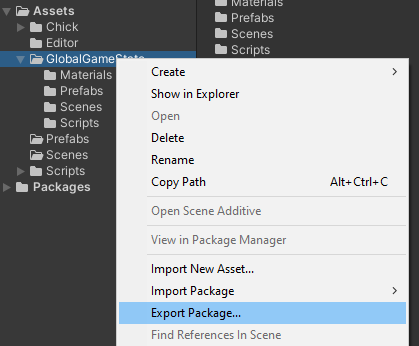 Assets
Chick
Editor
GlobalGameState
Materials
Prefabs
Scenes
Scripts
Prefabs
Scenes
Scripts
Packages
Materials
Prefabs
Scenes
Scripts
Create
Show in Explorer
Open
Delete
Rename
Copy Path Alt+Ctrl+C
Open Scene Additive
View in Package Manager
Import New Asset...
Import Package
Export Package...
Find References In Scene